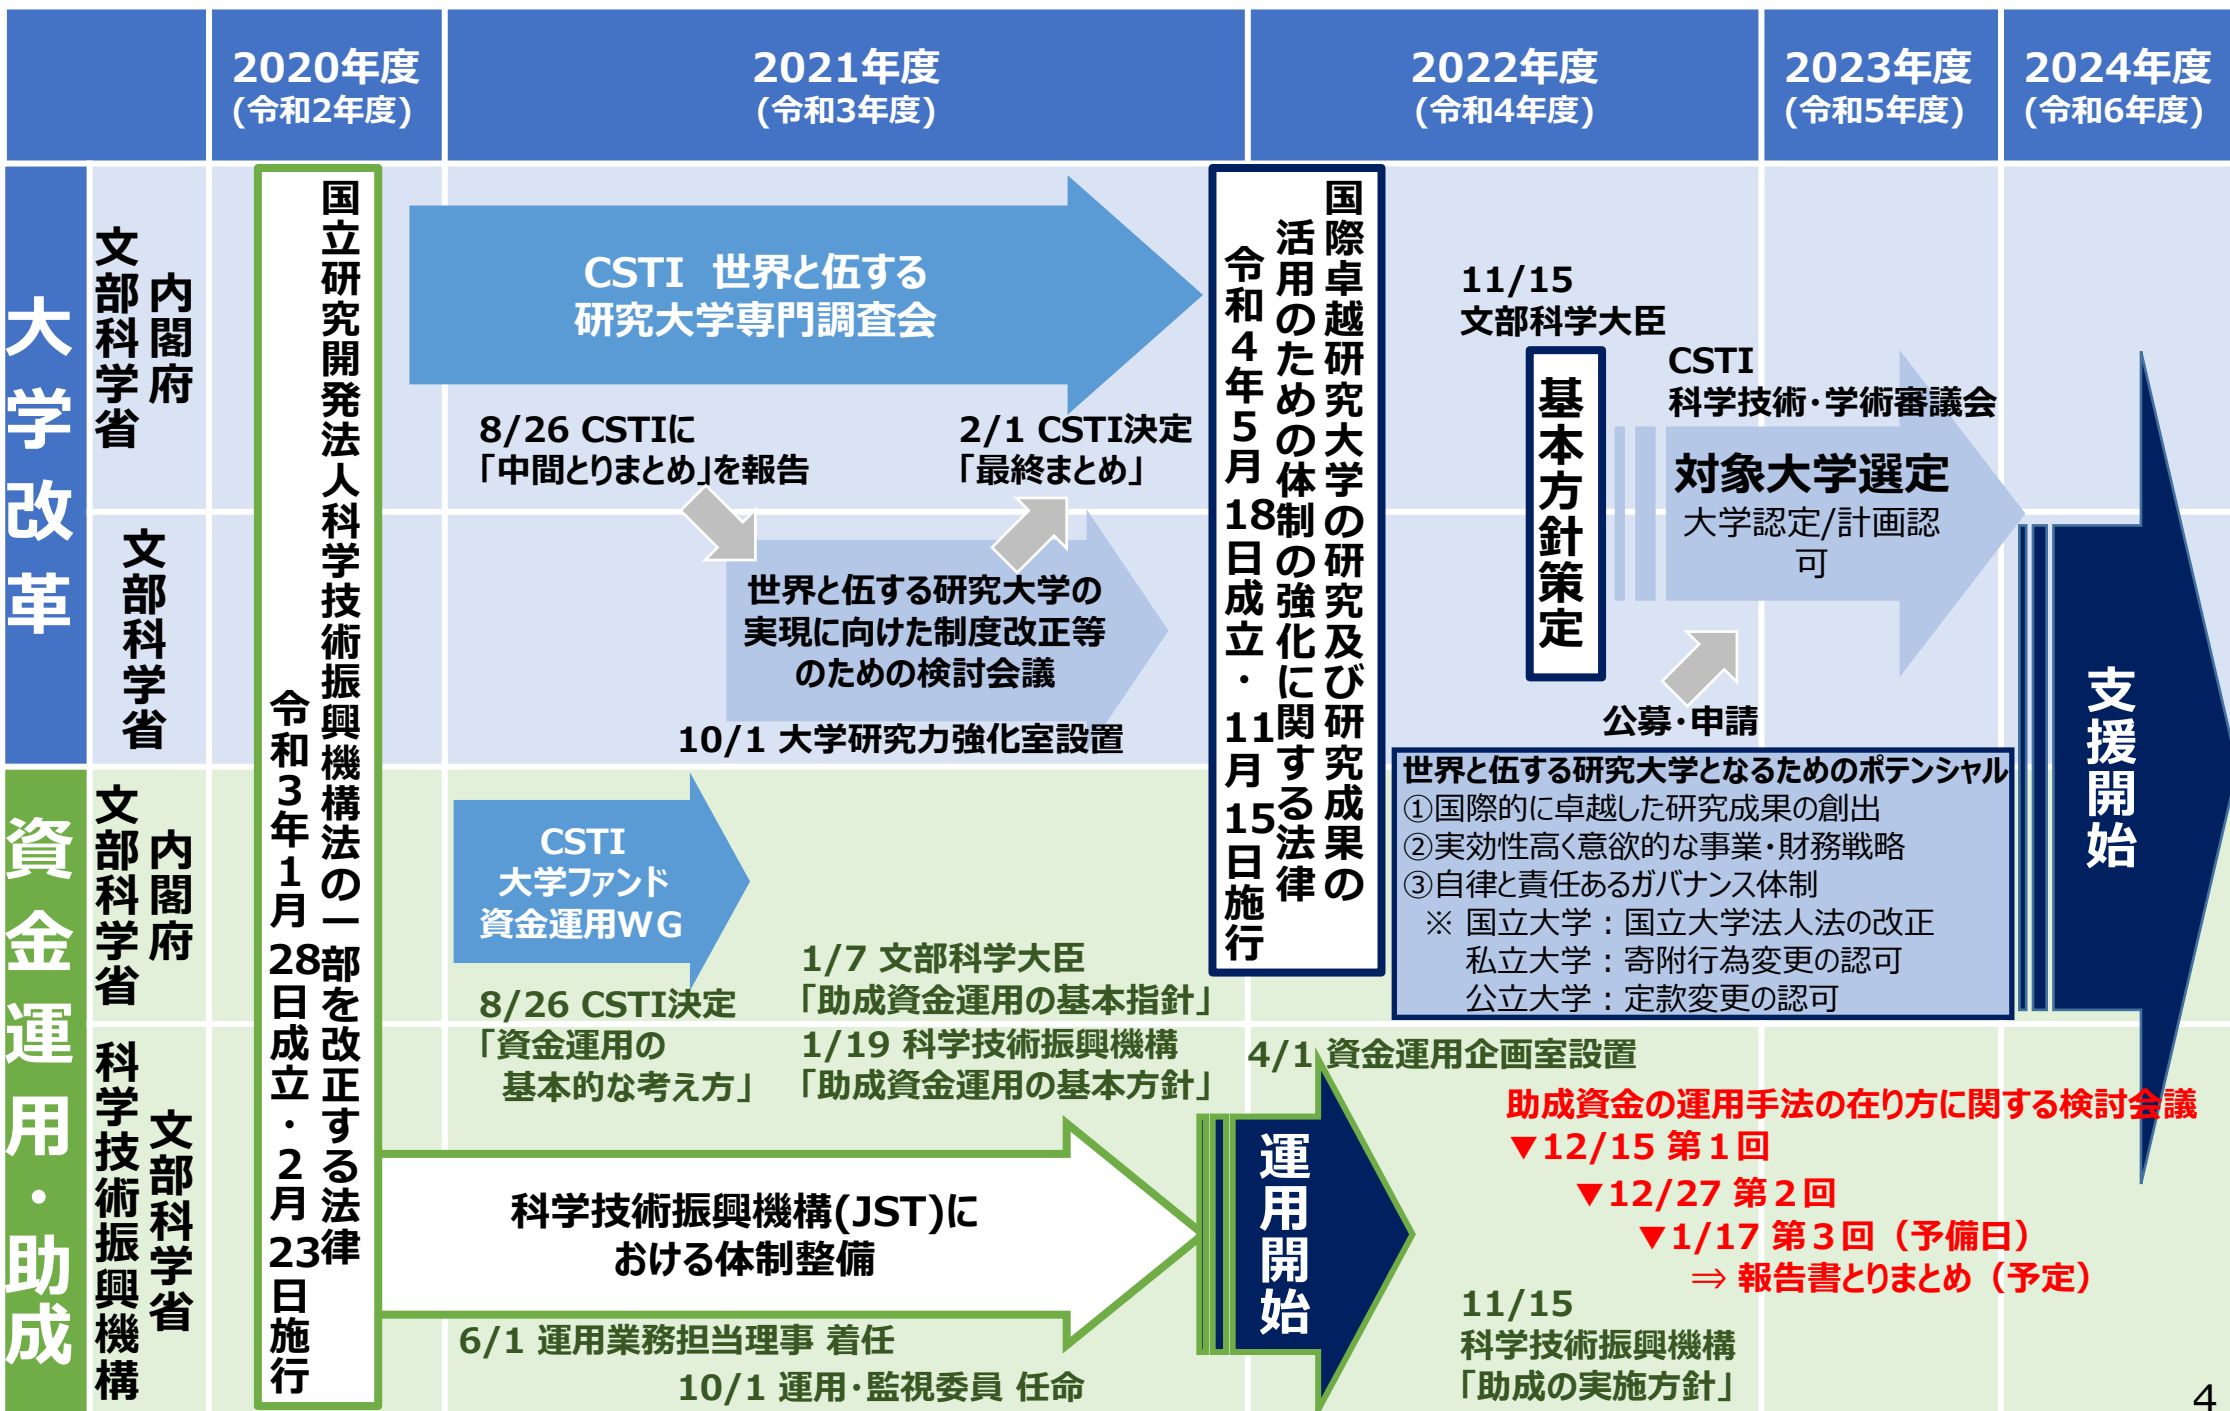 2020年度
(令和2年度)
2021年度
(令和3年度)
2022年度
(令和4年度)
2023年度
(令和5年度)
2024年度
(令和6年度)
大学改革
内閣府
文部科学省
文部科学省
資金運用・助成
内閣府
文部科学省
文部科学省
科学技術振興機構
国立研究開発法人科学技術振興機構法の一部を改正する法律
令和3年1月28日成立・2月23日施行
CSTI 世界と伍する
研究大学専門調査会
8/26 CSTIに
「中間とりまとめ」を報告
2/1 CSTI決定
「最終まとめ」
世界と伍する研究大学の
実現に向けた制度改正等
のための検討会議
10/1 大学研究力強化室設置
国際卓越研究大学の研究及び研究成果の
活用のための体制の強化に関する法律
令和4年5月18日成立・11月15日施行
11/15
文部科学大臣
基本方針策定
CSTI
科学技術・学術審議会
対象大学選定
大学認定/計画認
可
公募・申請
世界と伍する研究大学となるためのポテンシャル
①国際的に卓越した研究成果の創出
②実効性高く意欲的な事業・財務戦略
③自律と責任あるガバナンス体制
※ 国立大学：国立大学法人法の改正
私立大学：寄附行為変更の認可
公立大学：定款変更の認可
支援開始
CSTI
大学ファンド
資金運用WG
8/26 CSTI決定
「資金運用の
基本的な考え方」
1/7 文部科学大臣
「助成資金運用の基本指針」
1/19 科学技術振興機構
「助成資金運用の基本方針」
4/1 資金運用企画室設置
科学技術振興機構(JST)に
おける体制整備
6/1 運用業務担当理事 着任
10/1 運用・監視委員 任命
運用開始
助成資金の運用手法の在り方に関する検討会議
▼12/15 第1回
▼12/27 第2回
▼1/17 第3回（予備日）
⇒ 報告書とりまとめ（予定）
11/15
科学技術振興機構
「助成の実施方針」
4